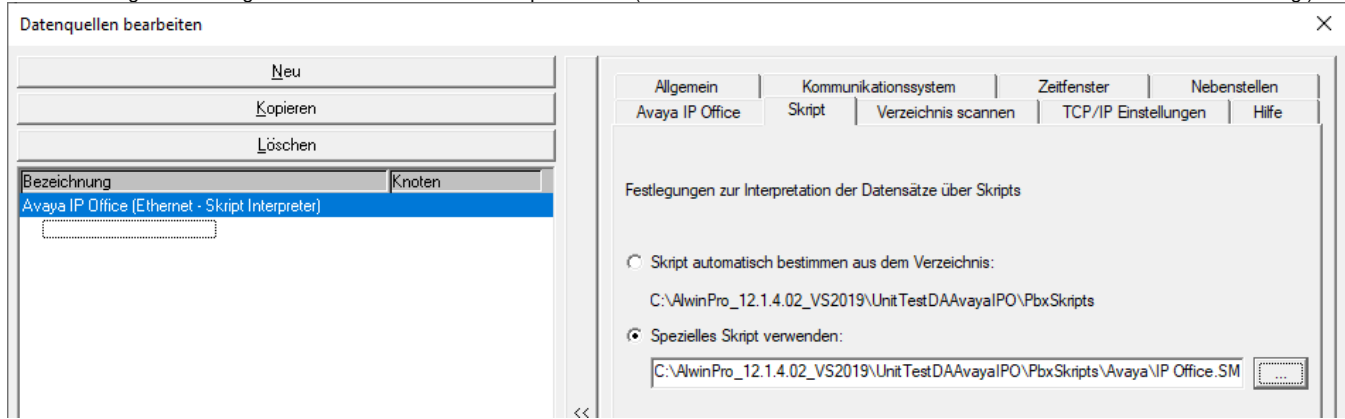 Datenquellen bearbeiten
Neu
Kopieren
Löschen
Bezeichnung Knoten
Avaya IP Office (Ethernet - Skript Interpreter)
<<
Allgemein Kommunikationssystem Zeitfenster Nebenstellen
Avaya IP Office Skript Verzeichnis scannen TCP/IP Einstellungen Hilfe
Festlegungen zur Interpretation der Datensätze über Skripts
Skript automatisch bestimmen aus dem Verzeichnis:
C:\AlwinPro_12.1.4.02_VS2019\UnitTestDAAvayaIPO\PbxSkripts
Spezielles Skript verwenden:
C:\AlwinPro_12.1.4.02_VS2019\UnitTestDAAvayaIPO\PbxSkripts\Avaya\IP Office.SM ...